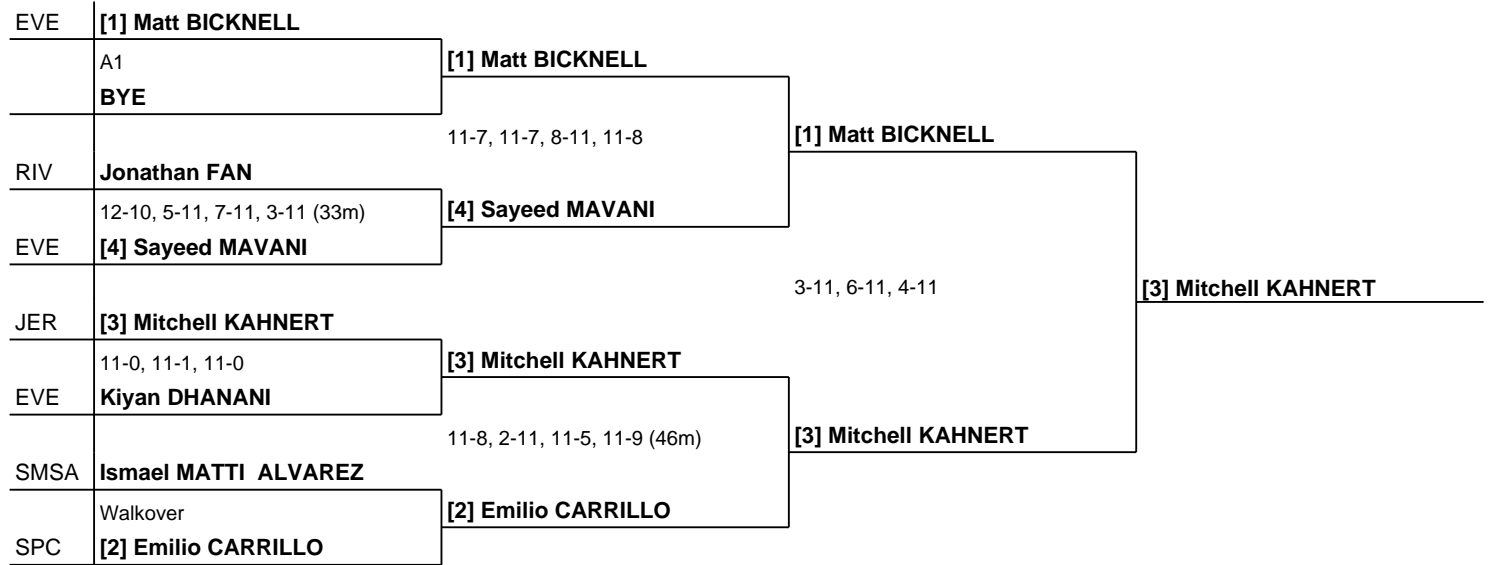 EVE [1] Matt BICKNELL
A1 [1] Matt BICKNELL
BYE
11-7, 11-7, 8-11, 11-8 [1] Matt BICKNELL
RIV Jonathan FAN
12-10, 5-11, 7-11, 3-11 (33m) [4] Sayeed MAVANI
EVE [4] Sayeed MAVANI
3-11, 6-11, 4-11 [3] Mitchell KAHNERT
JER [3] Mitchell KAHNERT
11-0, 11-1, 11-0 [3] Mitchell KAHNERT
EVE Kiyan DHANANI
11-8, 2-11, 11-5, 11-9 (46m) [3] Mitchell KAHNERT
SMSA Ismael MATTI  ALVAREZ
Walkover [2] Emilio CARRILLO
SPC [2] Emilio CARRILLO